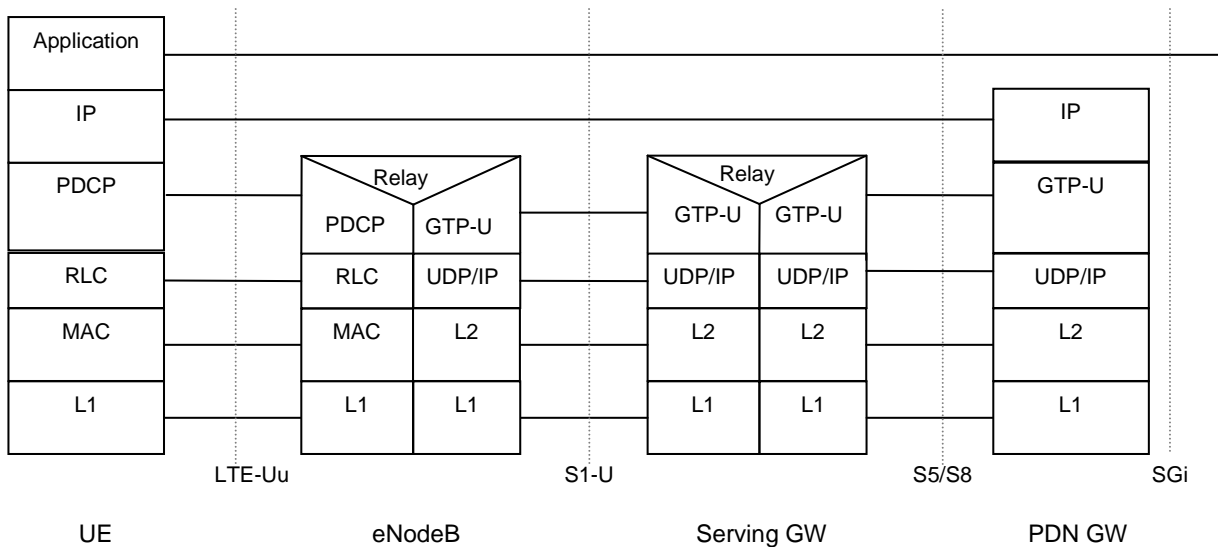 Application
IP
IP
Relay
Relay
PDCP
GTP-U
PDCP
GTP-U
GTP-U
GTP-U
RLC
RLC
UDP/IP
UDP/IP
UDP/IP
UDP/IP
MAC
MAC
L2
L2
L2
L2
L1
L1
L1
L1
L1
L1
LTE-Uu
S1-U
S5/S8
SGi
UE
eNodeB
Serving GW
PDN GW